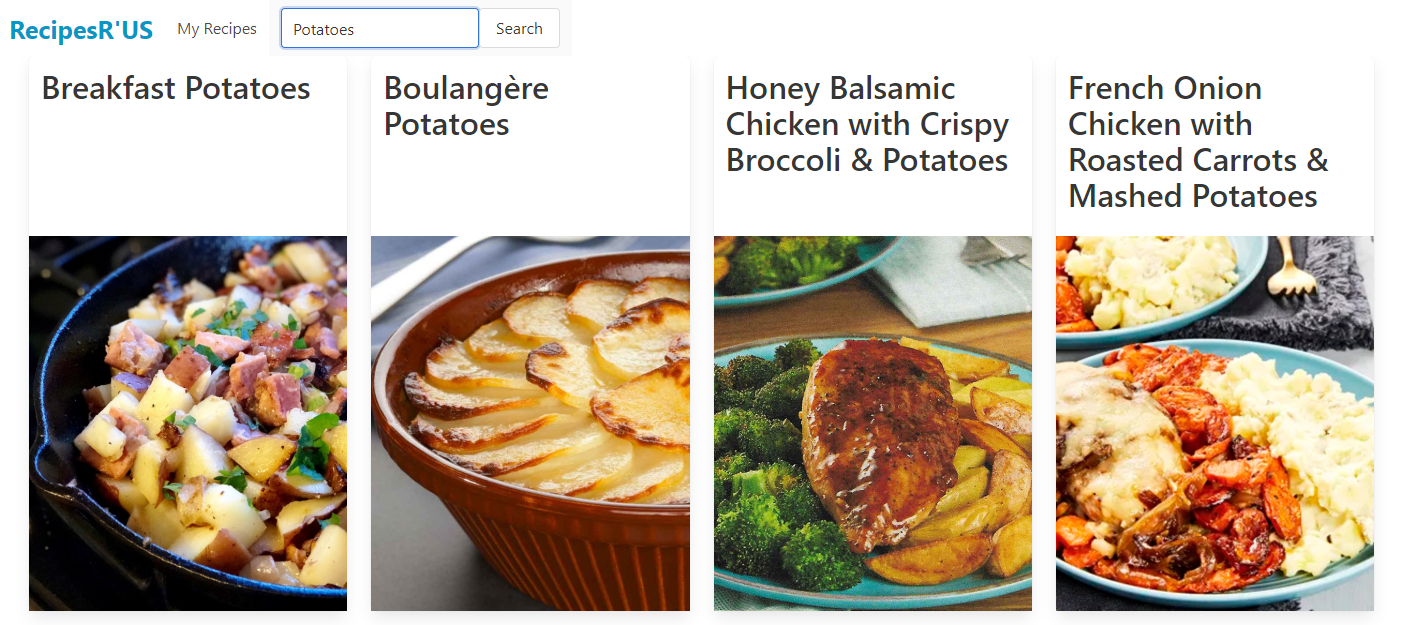 RecipesR'US My Recipes Potatoes Search
Breakfast Potatoes
Boulangère
Potatoes
Honey Balsamic
Chicken with Crispy
Broccoli & Potatoes
French Onion
Chicken with
Roasted Carrots &
Mashed Potatoes